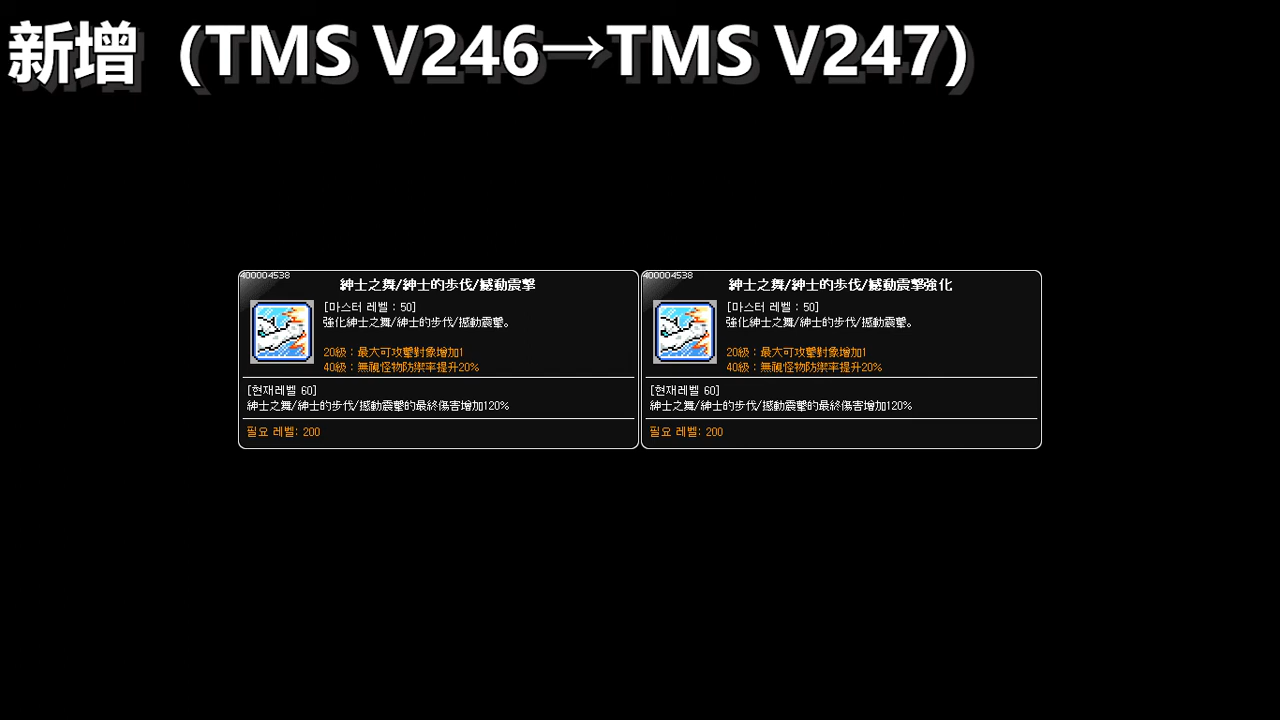 新增（TMS V246→TMS V247）
400004538
紳士之舞/紳士的步伐/撼動震擊
[마스터 레벨 : 50]
強化紳士之舞/紳士的步伐/撼動震擊。
20級：最大可攻擊對象增加1
40級：無視怪物防禦率提升20%
[현재레벨 60]
紳士之舞/紳士的步伐/撼動震擊的最終傷害增加120%
필요 레벨: 200
400004538
紳士之舞/紳士的步伐/撼動震擊強化
[마스터 레벨 : 50]
強化紳士之舞/紳士的步伐/撼動震擊。
20級：最大可攻擊對象增加1
40級：無視怪物防禦率提升20%
[현재레벨 60]
紳士之舞/紳士的步伐/撼動震擊的最終傷害增加120%
필요 레벨: 200